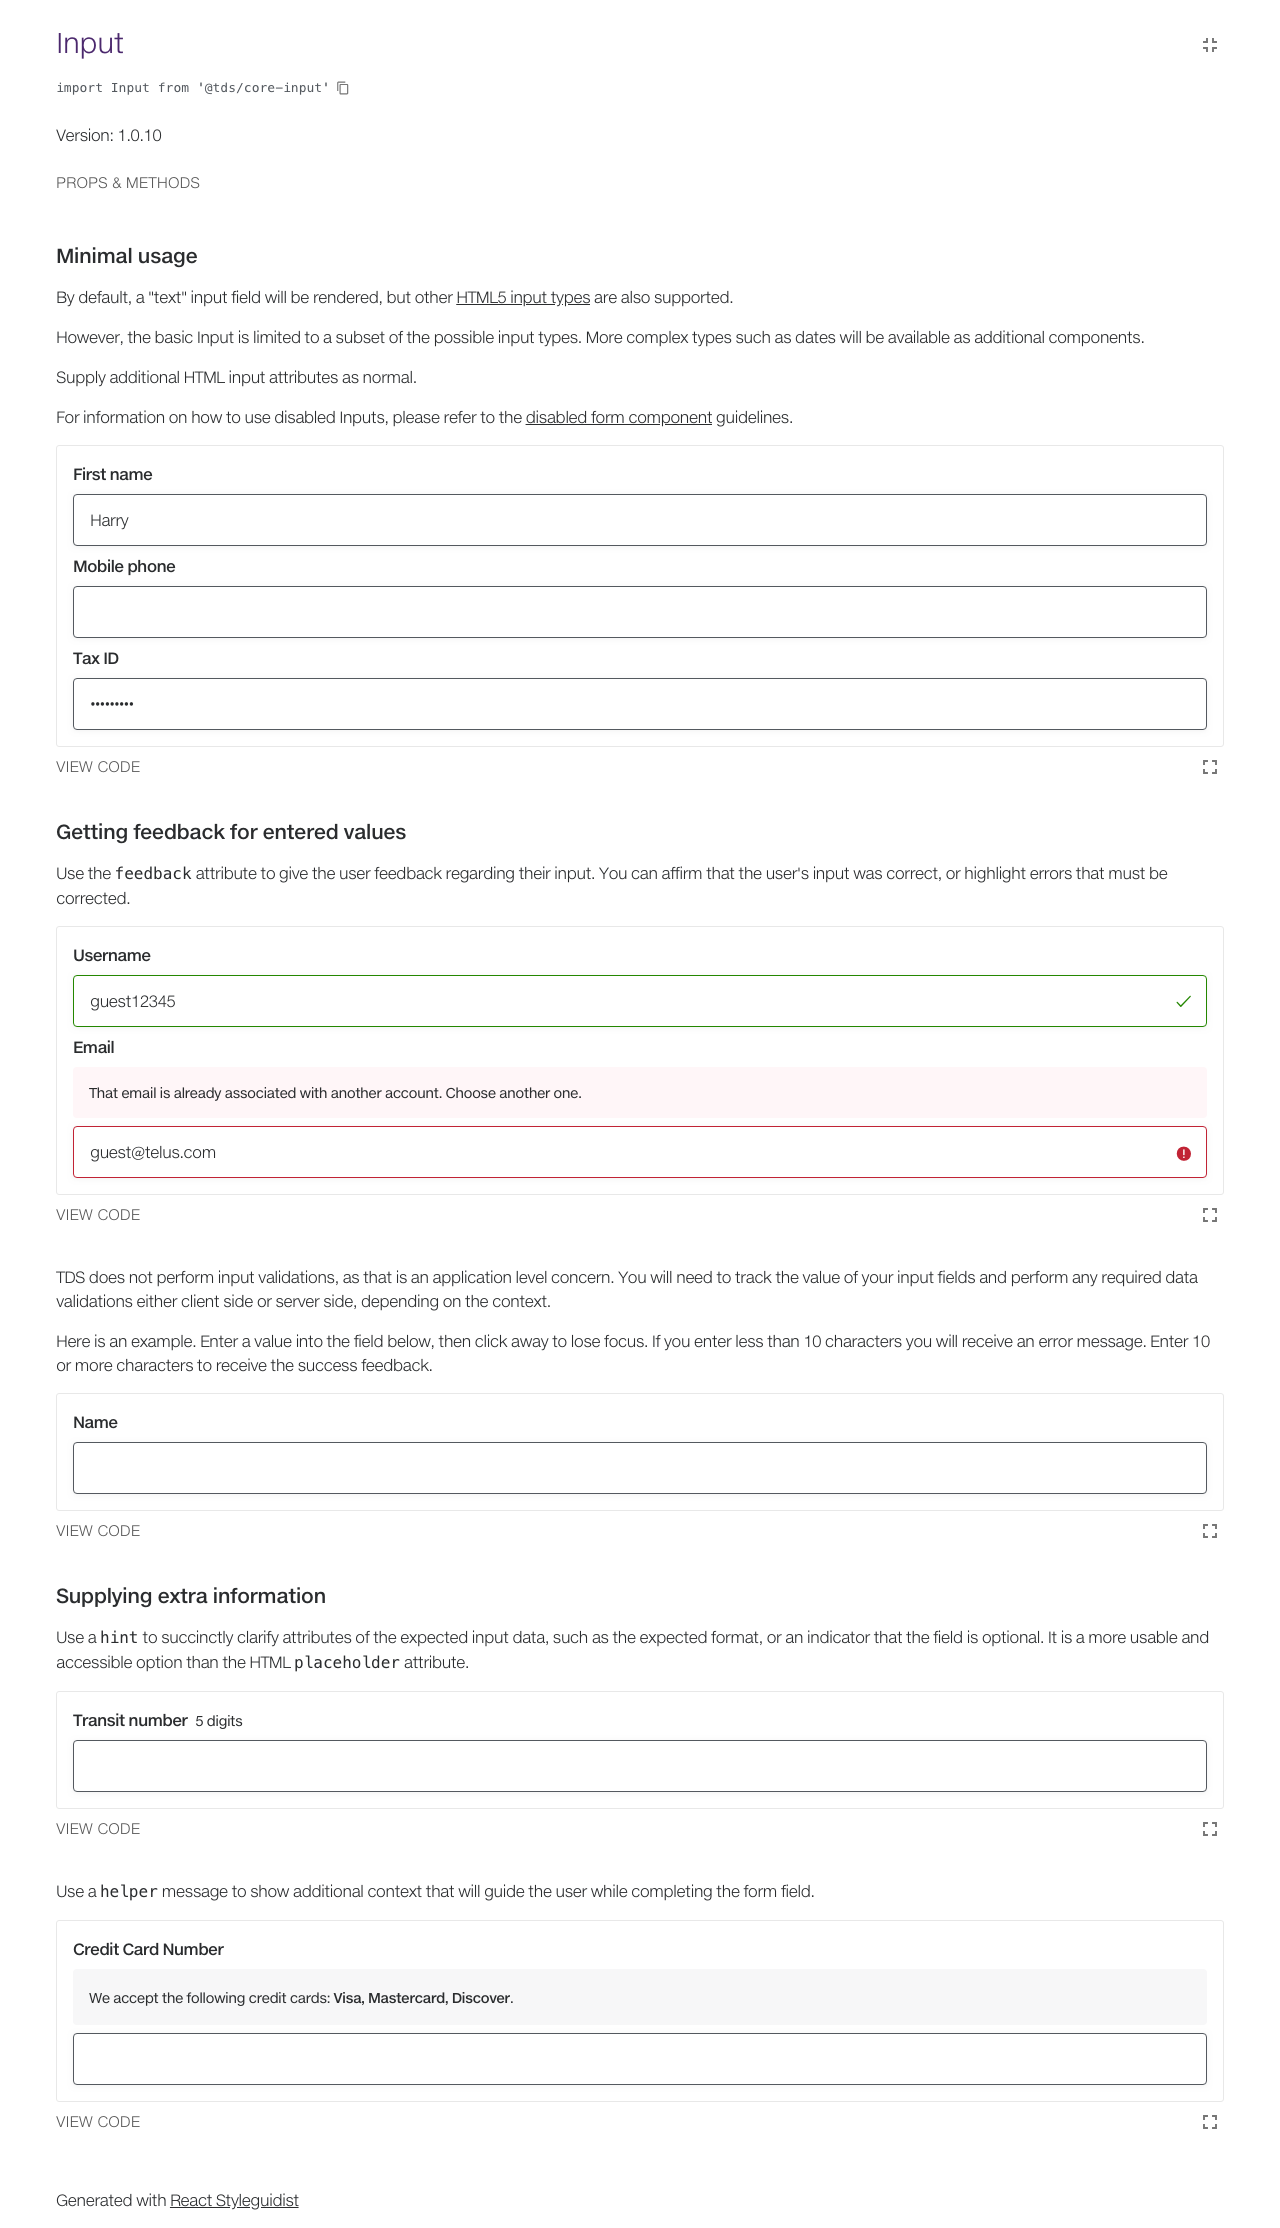 Input
import Input from '@tds/core-input'
Version: 1.0.10
PROPS & METHODS
Minimal usage
By default, a "text" input field will be rendered, but other HTML5 input types are also supported.
However, the basic Input is limited to a subset of the possible input types. More complex types such as dates will be available as additional components.
Supply additional HTML input attributes as normal.
For information on how to use disabled Inputs, please refer to the disabled form component guidelines.
First name
Harry
Mobile phone
Tax ID
•••••••••
VIEW CODE
Getting feedback for entered values
Use the feedback attribute to give the user feedback regarding their input. You can affirm that the user's input was correct, or highlight errors that must be
corrected.
Username
guest12345
Email
That email is already associated with another account. Choose another one.
guest@telus.com
VIEW CODE
TDS does not perform input validations, as that is an application level concern. You will need to track the value of your input fields and perform any required data
validations either client side or server side, depending on the context.
Here is an example. Enter a value into the field below, then click away to lose focus. If you enter less than 10 characters you will receive an error message. Enter 10
or more characters to receive the success feedback.
Name
VIEW CODE
Supplying extra information
Use a hint to succinctly clarify attributes of the expected input data, such as the expected format, or an indicator that the field is optional. It is a more usable and
accessible option than the HTML placeholder attribute.
Transit number 5 digits
VIEW CODE
Use a helper message to show additional context that will guide the user while completing the form field.
Credit Card Number
We accept the following credit cards: Visa, Mastercard, Discover.
VIEW CODE
Generated with React Styleguidist